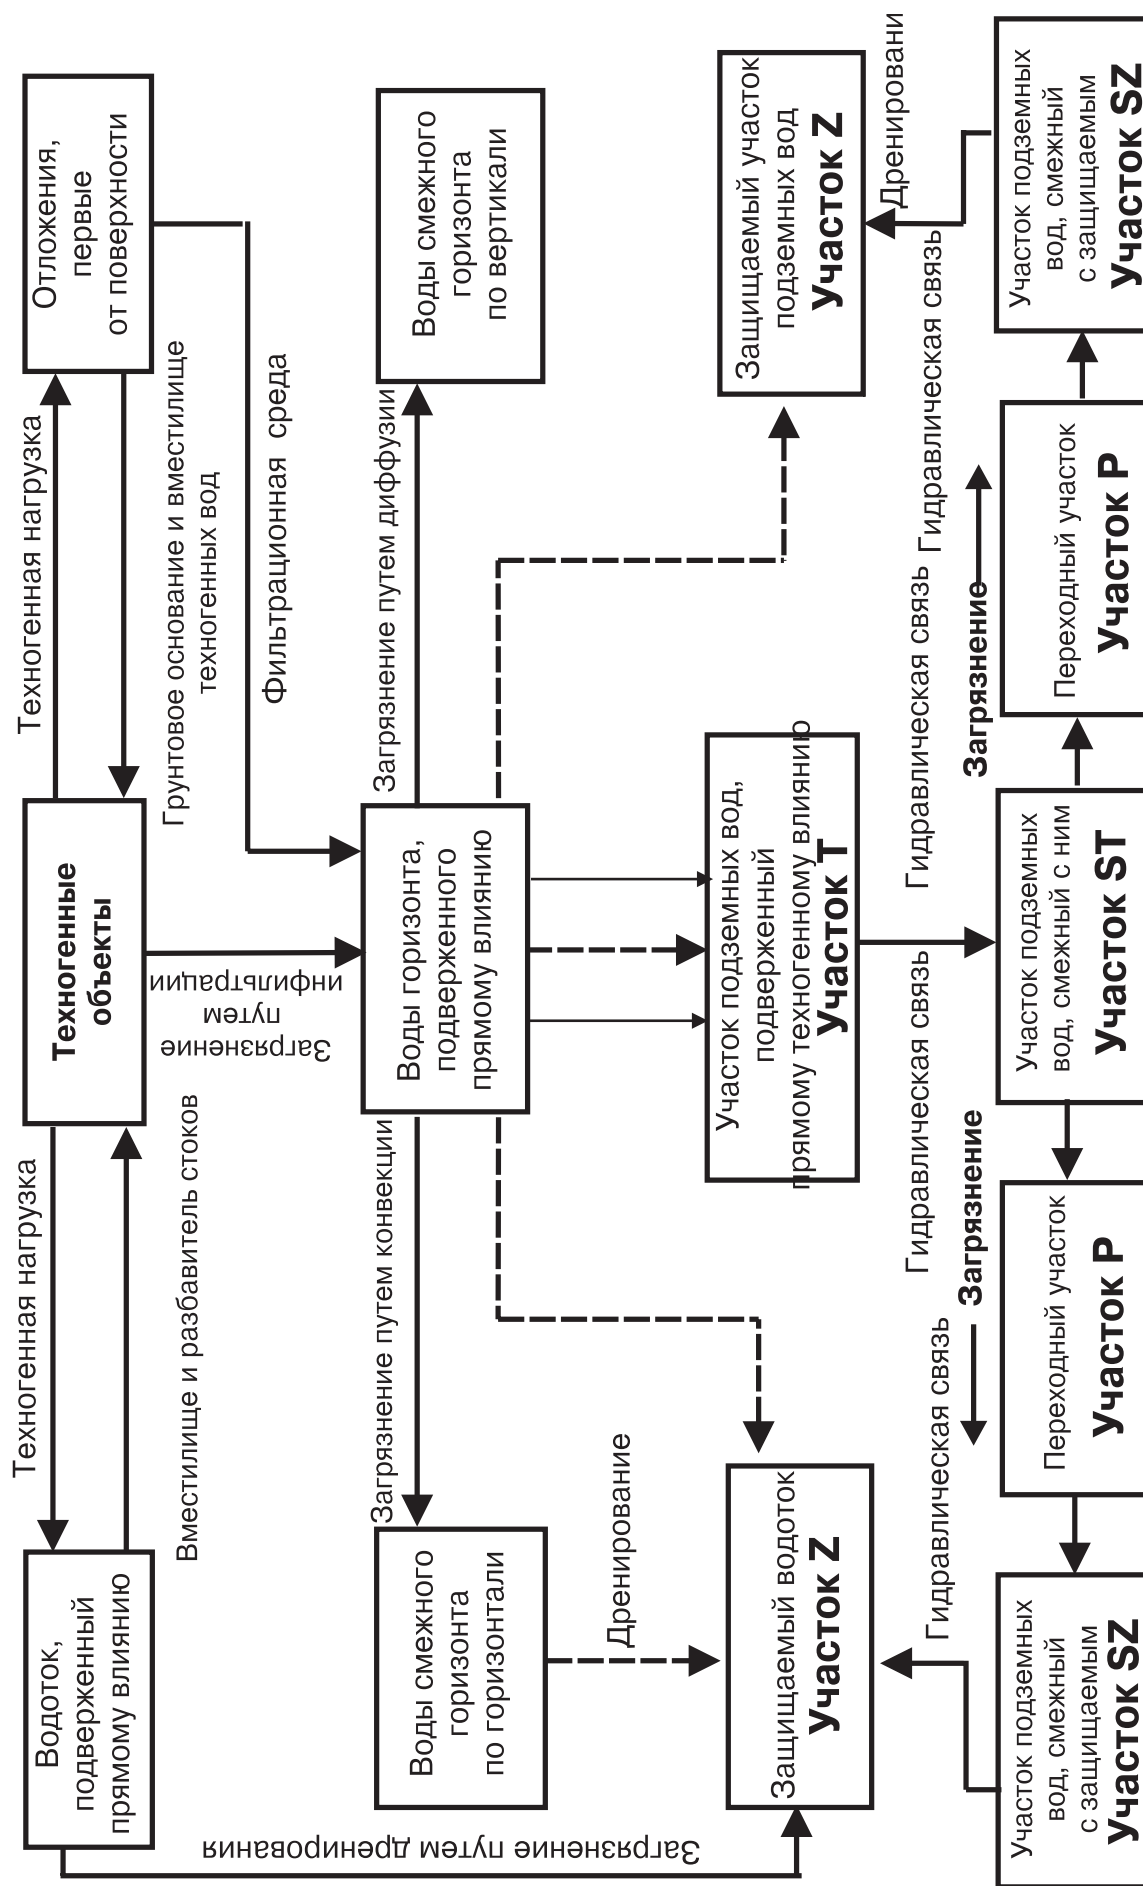 Техногенная нагрузка
Техногенная нагрузка
Водоток,
подверженный
прямому влиянию
Техногенные
объекты
Отложения,
первые
от поверхности
Вместилище и разбавитель стоков
Загрязнение
путем
инфильтрации
Грунтовое основание и вместилище
техногенных вод
Фильтрационная среда
Загрязнение путем конвекции
Загрязнение путем диффузии
Воды смежного
горизонта
по горизонтали
Воды горизонта,
подверженного
прямому влиянию
Воды смежного
горизонта
по вертикали
Загрязнение путем дренирования
Дренирование
Защищаемый водоток
Участок Z
Участок подземных вод,
подверженный
прямому техногенному влиянию
Участок T
Защищаемый участок
подземных вод
Участок Z
Дренировани
Гидравлическая связь
Гидравлическая связь
Гидравлическая связь
Гидравлическая связь
Загрязнение
Загрязнение
Участок подземных
вод, смежный
с защищаемым
Участок SZ
Переходный участок
Участок P
Участок подземных
вод, смежный с ним
Участок ST
Переходный участок
Участок P
Участок подземных
вод, смежный
с защищаемым
Участок SZ